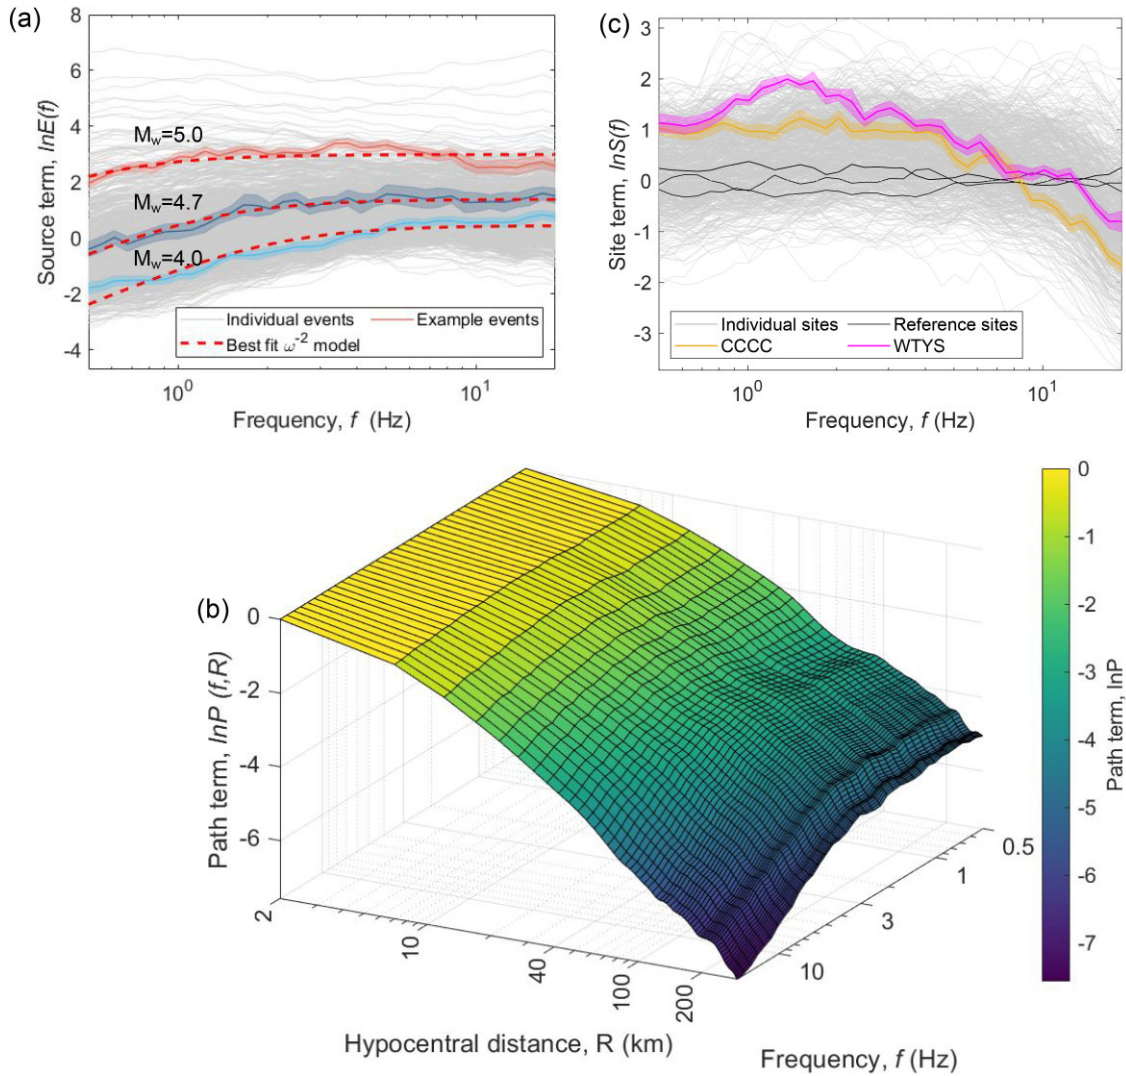 (a)
Source term, lnE(f)
8
6
4
2
0
-2
-4
M_w=5.0
M_w=4.7
M_w=4.0
Individual events
Example events
Best fit ω^-2 model
10^0
10^1
Frequency, f (Hz)
(c)
Site term, lnS(f)
3
2
1
0
-1
-2
-3
Individual sites
Reference sites
CCCC
WTYS
10^0
10^1
Frequency, f (Hz)
(b)
Path term, lnP (f,R)
0
-2
-4
-6
2
10
40
100
200
Hypocentral distance, R (km)
0.5
1
3
10
Frequency, f (Hz)
0
-1
-2
-3
-4
-5
-6
-7
Path term, lnP